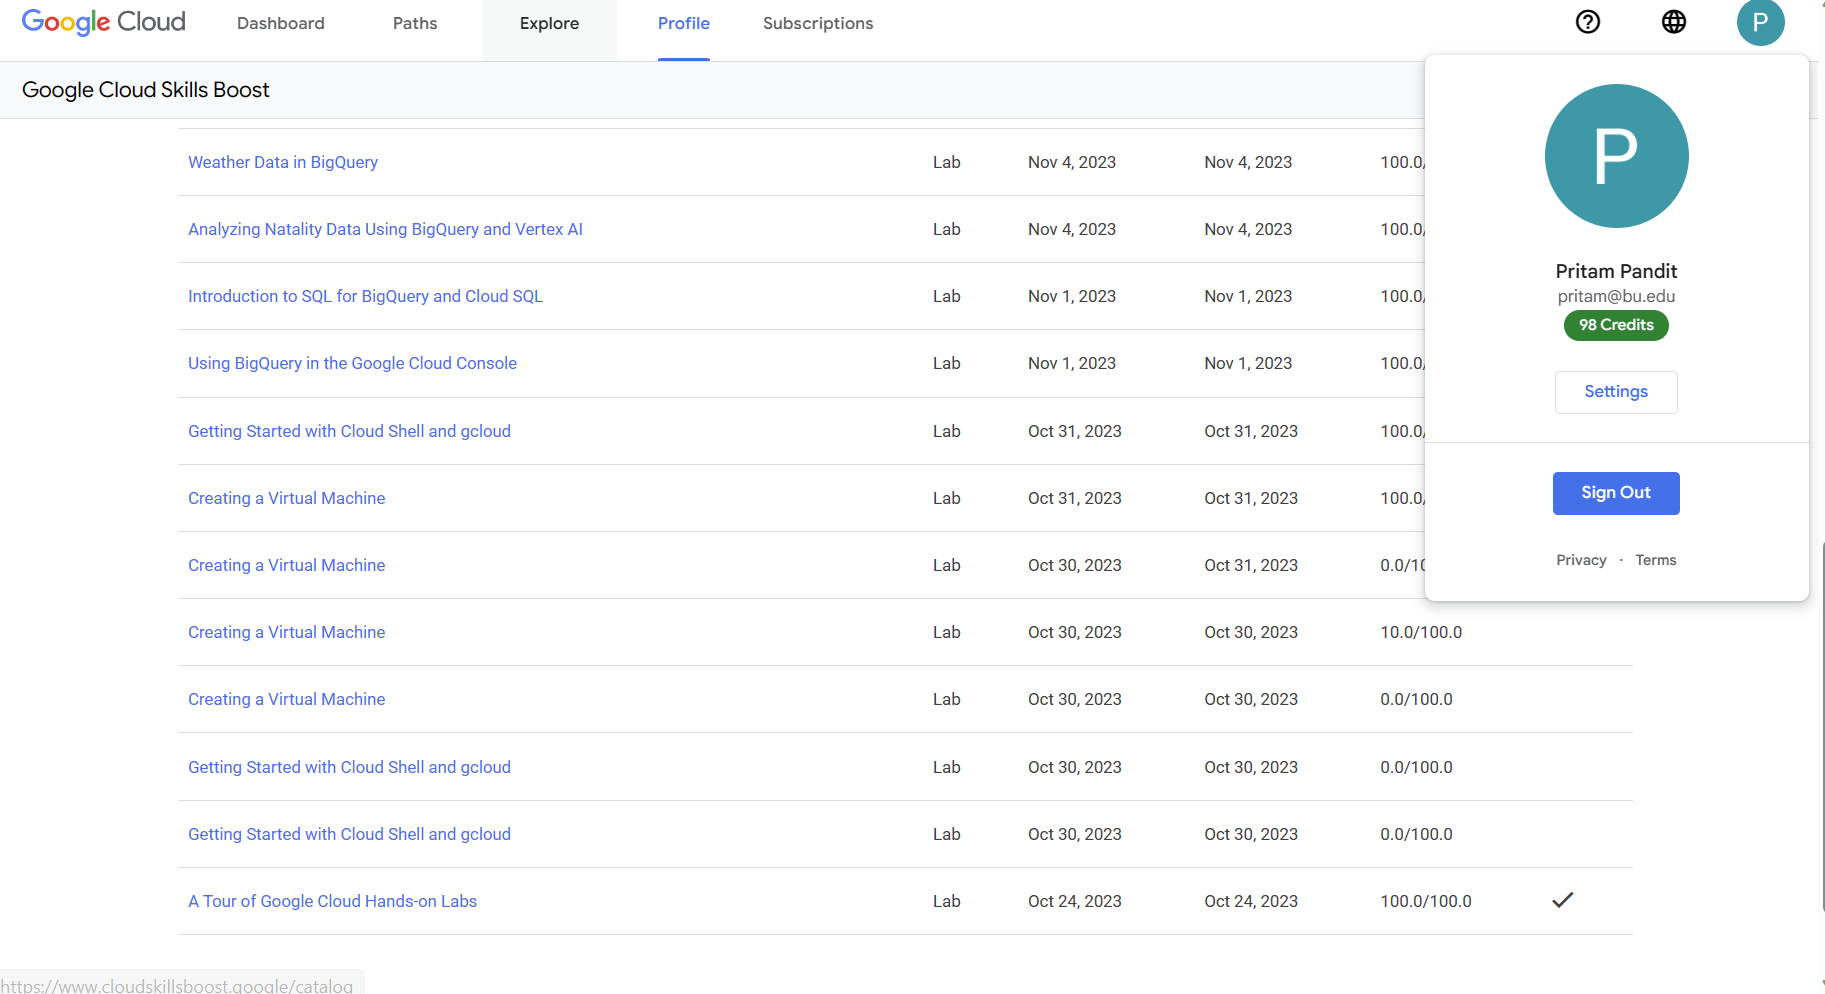 Google Cloud Dashboard Paths Explore Profile Subscriptions P
Google Cloud Skills Boost
P
Pritam Pandit
pritam@bu.edu
98 Credits
Settings
Sign Out
Privacy · Terms
Weather Data in BigQuery Lab Nov 4, 2023 Nov 4, 2023 100.0/
Analyzing Natality Data Using BigQuery and Vertex AI Lab Nov 4, 2023 Nov 4, 2023 100.0/
Introduction to SQL for BigQuery and Cloud SQL Lab Nov 1, 2023 Nov 1, 2023 100.0/
Using BigQuery in the Google Cloud Console Lab Nov 1, 2023 Nov 1, 2023 100.0/
Getting Started with Cloud Shell and gcloud Lab Oct 31, 2023 Oct 31, 2023 100.0/
Creating a Virtual Machine Lab Oct 31, 2023 Oct 31, 2023 100.0/
Creating a Virtual Machine Lab Oct 30, 2023 Oct 31, 2023 0.0/10
Creating a Virtual Machine Lab Oct 30, 2023 Oct 30, 2023 10.0/100.0
Creating a Virtual Machine Lab Oct 30, 2023 Oct 30, 2023 0.0/100.0
Getting Started with Cloud Shell and gcloud Lab Oct 30, 2023 Oct 30, 2023 0.0/100.0
Getting Started with Cloud Shell and gcloud Lab Oct 30, 2023 Oct 30, 2023 0.0/100.0
A Tour of Google Cloud Hands-on Labs Lab Oct 24, 2023 Oct 24, 2023 100.0/100.0
https://www.cloudskillsboost.google/catalog